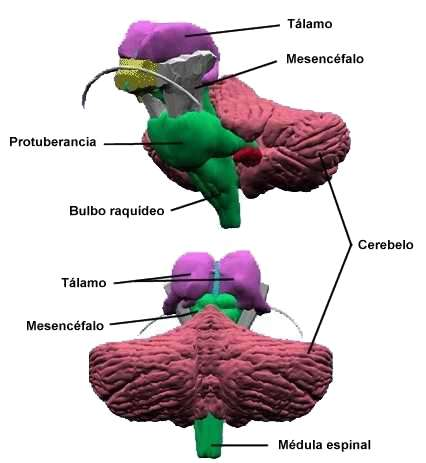 Tálamo
Mesencéfalo
Protuberancia
Bulbo raquídeo
Cerebelo
Tálamo
Mesencéfalo
Médula espinal